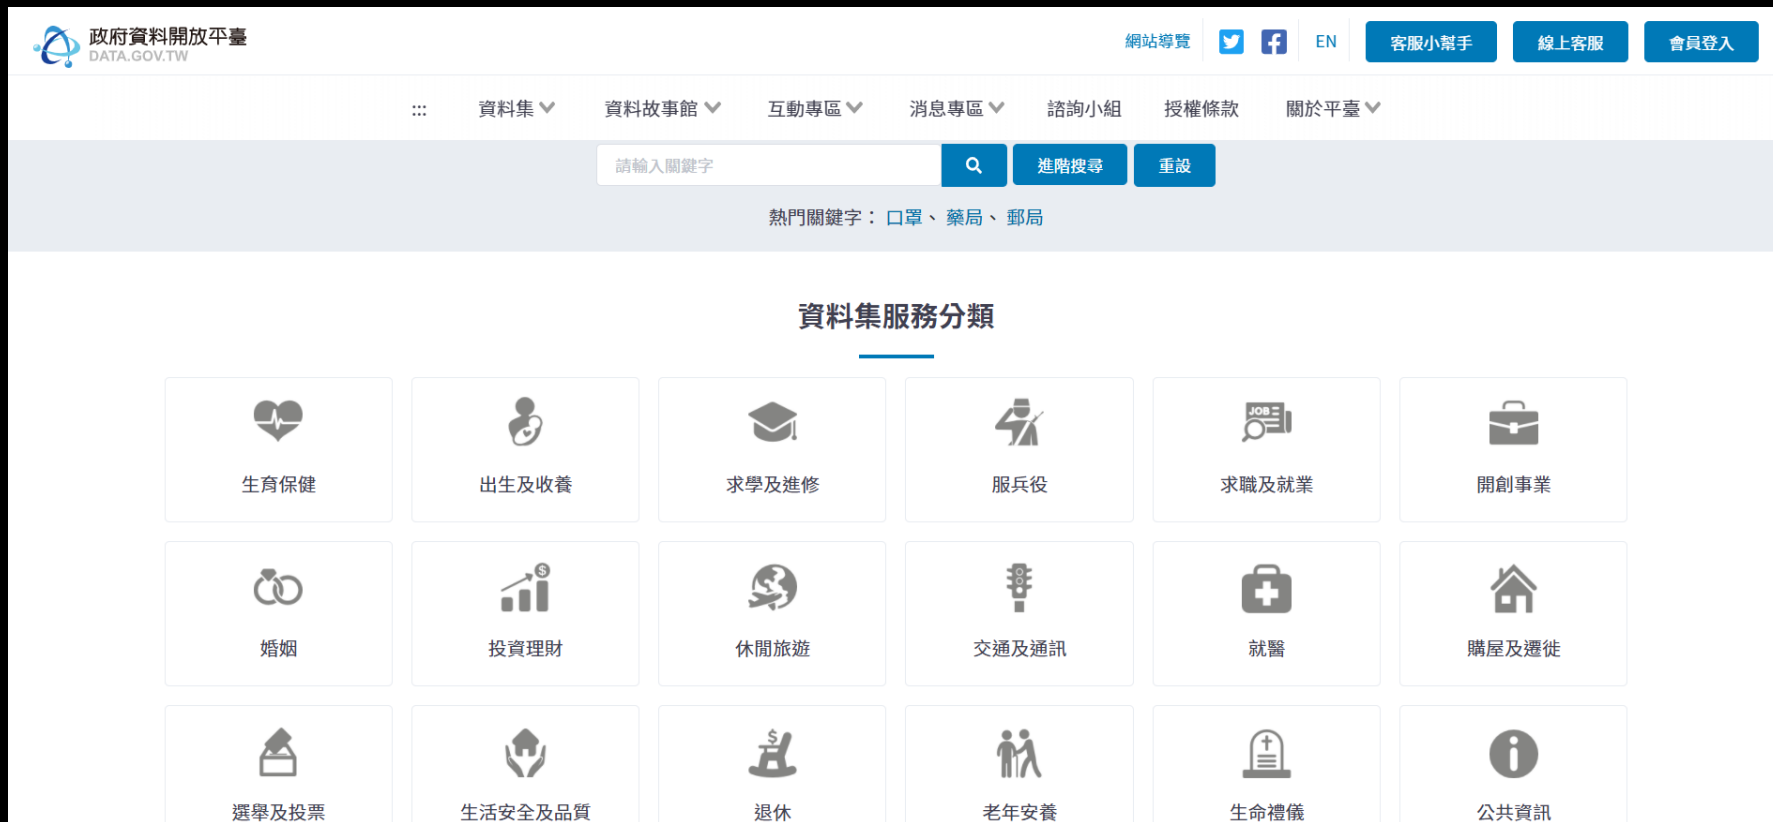 政府資料開放平臺
DATA.GOV.TW
網站導覽 EN 客服小幫手 線上客服 會員登入
::: 資料集 資料故事館 互動專區 消息專區 諮詢小組 授權條款 關於平臺
請輸入關鍵字 進階搜尋 重設
熱門關鍵字： 口罩、 藥局、 郵局
資料集服務分類
JOB
生育保健 出生及收養 求學及進修 服兵役 求職及就業 開創事業
婚姻 投資理財 休閒旅遊 交通及通訊 就醫 購屋及遷徙
選舉及投票 生活安全及品質 退休 老年安養 生命禮儀 公共資訊